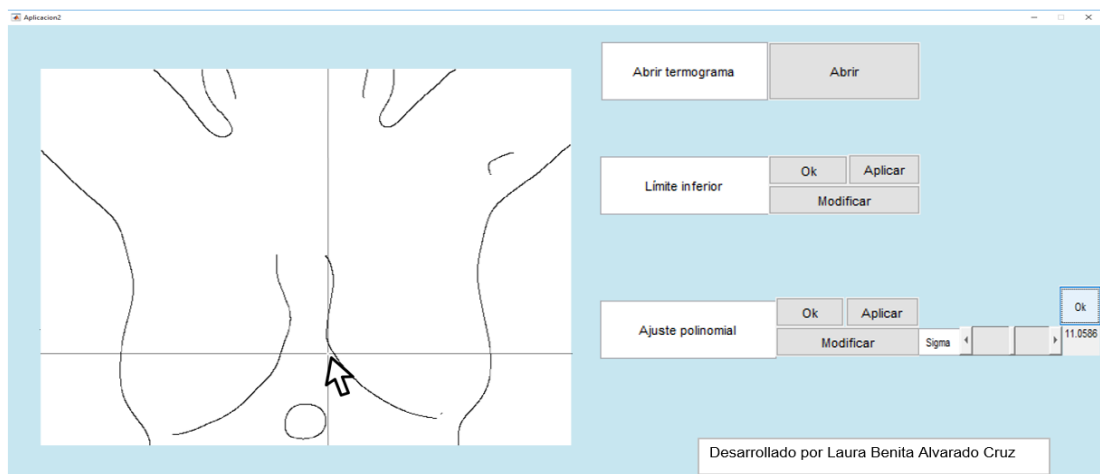 Aplicacion2
Abrir termograma
Abrir
Límite inferior
Ok
Aplicar
Modificar
Ajuste polinomial
Ok
Aplicar
Modificar
Sigma
Ok
11.0586
Desarrollado por Laura Benita Alvarado Cruz